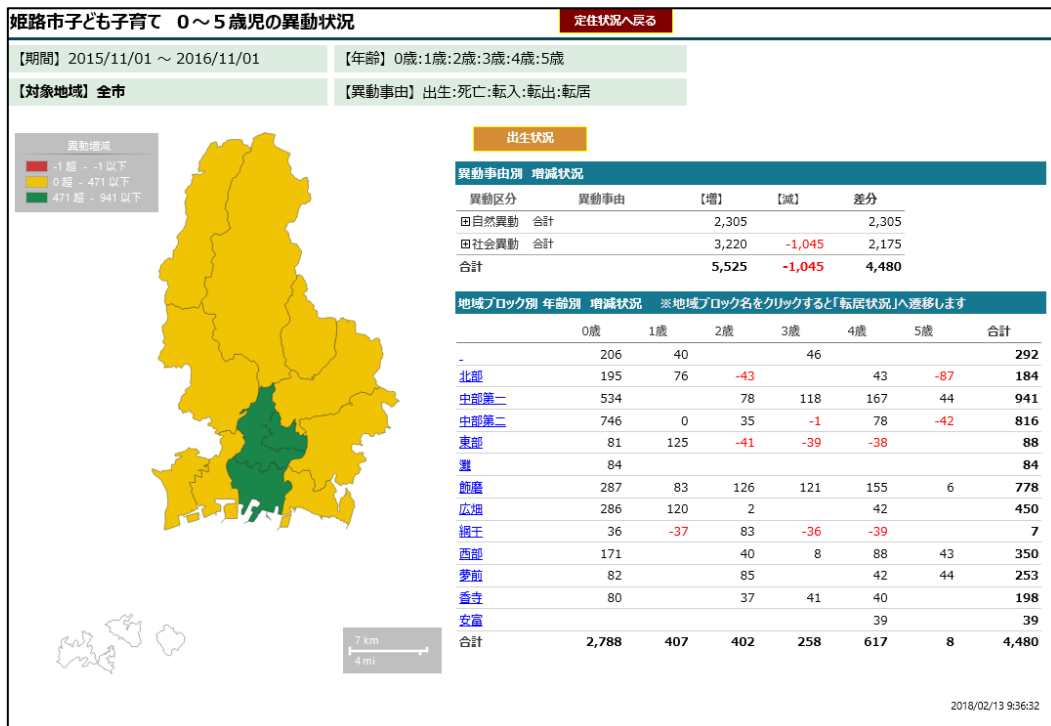 姫路市子ども子育て 0～5歳児の異動状況
定住状況へ戻る
【期間】2015/11/01 ～ 2016/11/01
【年齢】0歳:1歳:2歳:3歳:4歳:5歳
【対象地域】全市
【異動事由】出生:死亡:転入:転出:転居
異動増減
-1 超 - -1 以下
0 超 - 471 以下
471 超 - 941 以下
出生状況
異動事由別 増減状況
異動区分 異動事由 【増】 【減】 差分
⊞自然異動 合計 2,305 2,305
⊞社会異動 合計 3,220 -1,045 2,175
合計 5,525 -1,045 4,480
地域ブロック別 年齢別 増減状況 ※地域ブロック名をクリックすると「転居状況」へ遷移します
0歳 1歳 2歳 3歳 4歳 5歳 合計
- 206 40 46 292
北部 195 76 -43 43 -87 184
中部第一 534 78 118 167 44 941
中部第二 746 0 35 -1 78 -42 816
東部 81 125 -41 -39 -38 88
灘 84 84
飾磨 287 83 126 121 155 6 778
広畑 286 120 2 42 450
網干 36 -37 83 -36 -39 7
西部 171 40 8 88 43 350
夢前 82 85 42 44 253
香寺 80 37 41 40 198
安富 39 39
合計 2,788 407 402 258 617 8 4,480
7 km
4 mi
2018/02/13 9:36:32